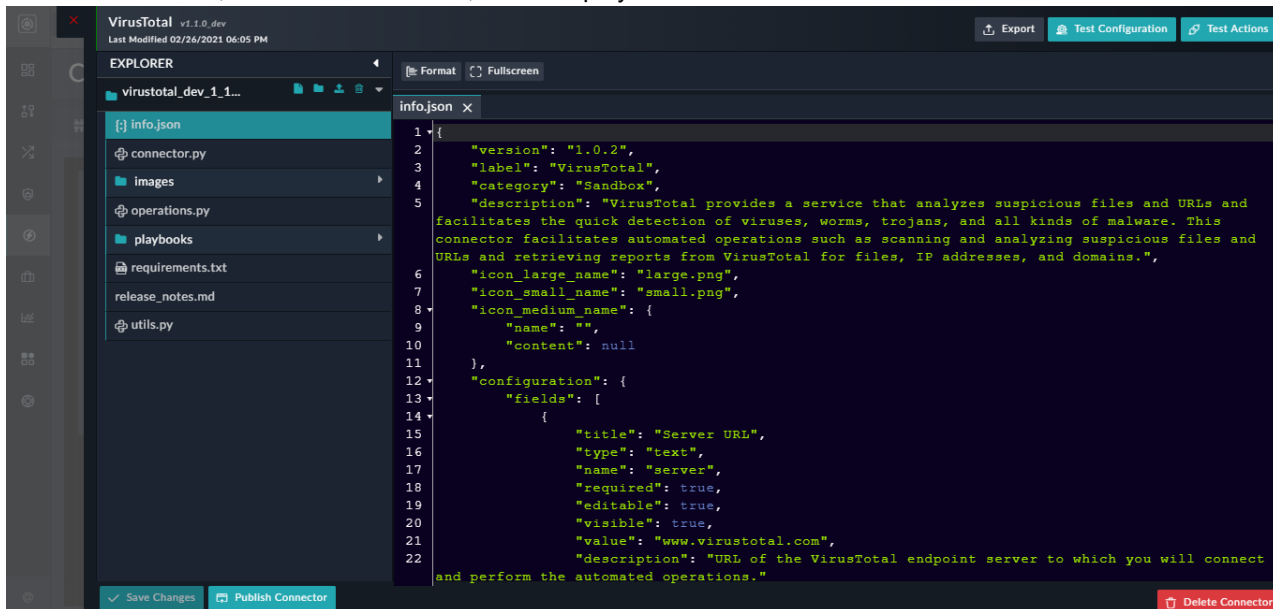 VirusTotal v1.1.0_dev
Last Modified 02/26/2021 06:05 PM
Export
Test Configuration
Test Actions
EXPLORER
virustotal_dev_1_1...
{:} info.json
connector.py
images
operations.py
playbooks
requirements.txt
release_notes.md
utils.py
Format
Fullscreen
info.json ×
1 {
2 "version": "1.0.2",
3 "label": "VirusTotal",
4 "category": "Sandbox",
5 "description": "VirusTotal provides a service that analyzes suspicious files and URLs and
facilitates the quick detection of viruses, worms, trojans, and all kinds of malware. This
connector facilitates automated operations such as scanning and analyzing suspicious files and
URLs and retrieving reports from VirusTotal for files, IP addresses, and domains.",
6 "icon_large_name": "large.png",
7 "icon_small_name": "small.png",
8 "icon_medium_name": {
9 "name": "",
10 "content": null
11 },
12 "configuration": {
13 "fields": [
14 {
15 "title": "Server URL",
16 "type": "text",
17 "name": "server",
18 "required": true,
19 "editable": true,
20 "visible": true,
21 "value": "www.virustotal.com",
22 "description": "URL of the VirusTotal endpoint server to which you will connect
and perform the automated operations."
Save Changes
Publish Connector
Delete Connector